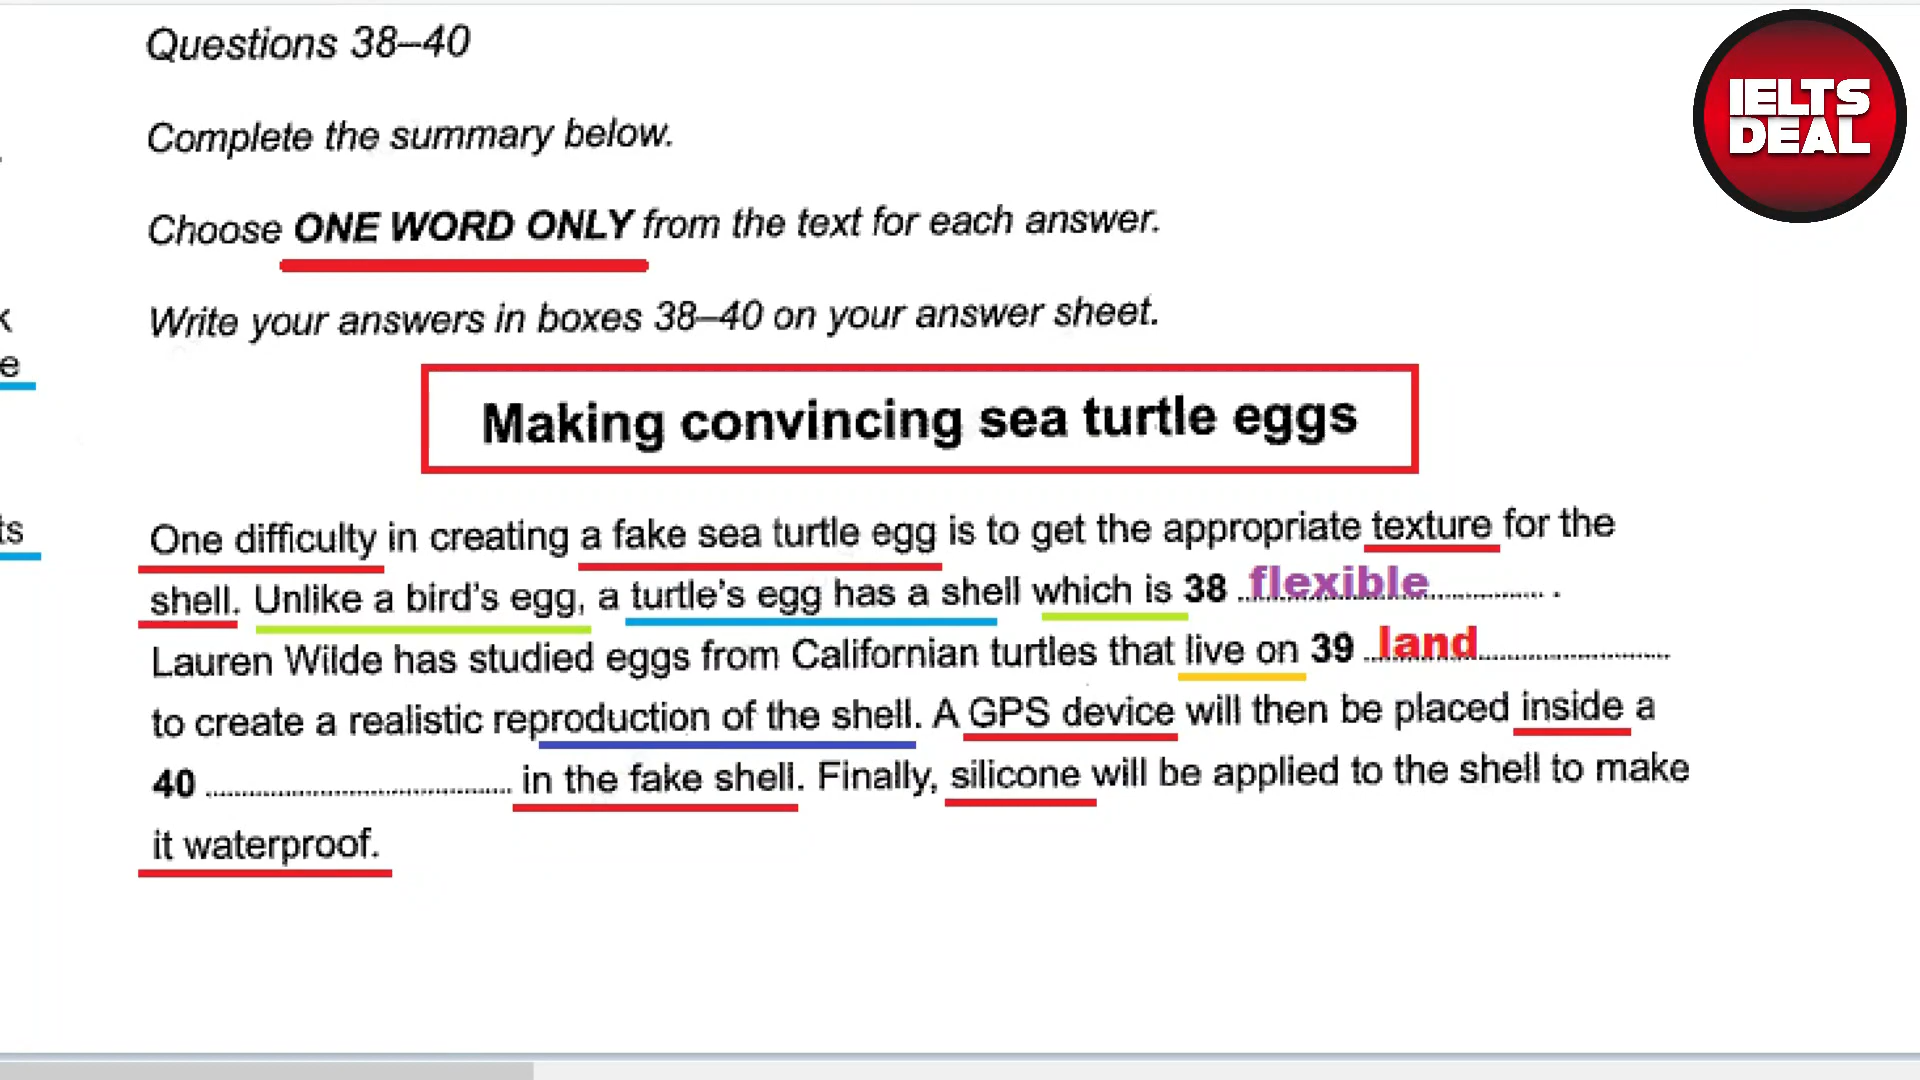 IELTS
DEAL
Questions 38–40
Complete the summary below.
Choose ONE WORD ONLY from the text for each answer.
Write your answers in boxes 38–40 on your answer sheet.
k
e
Making convincing sea turtle eggs
ts
One difficulty in creating a fake sea turtle egg is to get the appropriate texture for the
shell. Unlike a bird's egg, a turtle's egg has a shell which is 38 flexible .
Lauren Wilde has studied eggs from Californian turtles that live on 39 land
to create a realistic reproduction of the shell. A GPS device will then be placed inside a
40 ........................ in the fake shell. Finally, silicone will be applied to the shell to make
it waterproof.